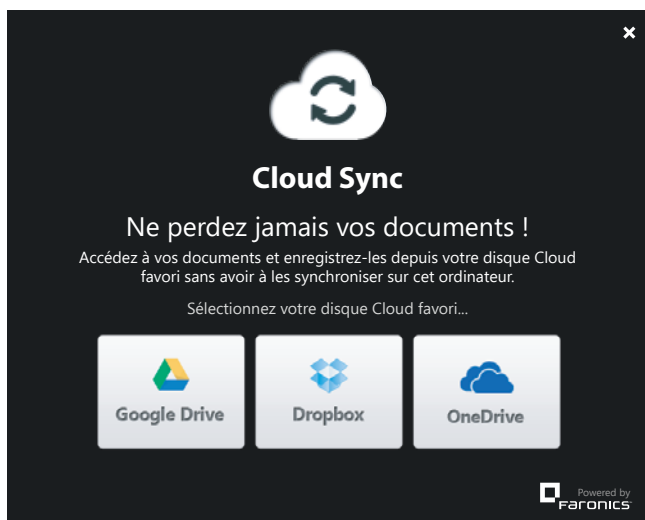 Cloud Sync
Ne perdez jamais vos documents !
Accédez à vos documents et enregistrez-les depuis votre disque Cloud
favori sans avoir à les synchroniser sur cet ordinateur.
Sélectionnez votre disque Cloud favori...
Google Drive
Dropbox
OneDrive
Powered by
FARONICS